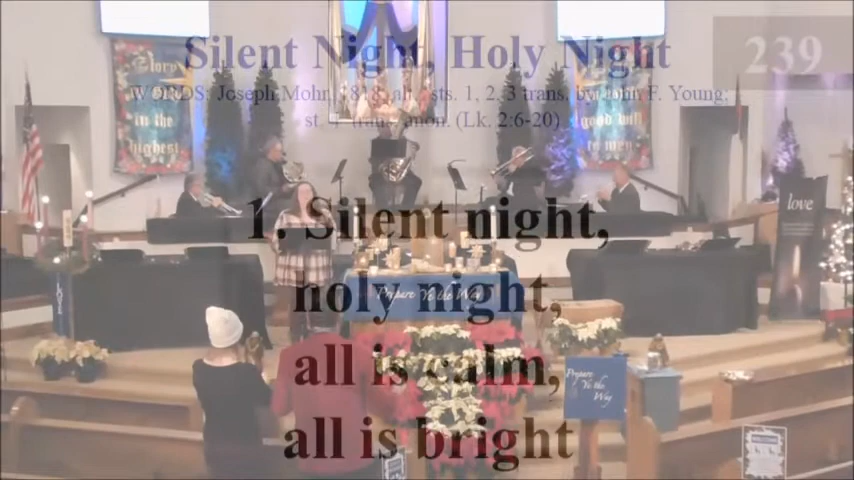 Silent Night, Holy Night
239
WORDS: Joseph Mohr, 1818; alt. sts. 1, 2, 3 trans. by John F. Young;
st. 4 trans. anon. (Lk. 2:6-20)
Glory
in the
highest
good will
to men
1. Silent night,
love
holy night,
Prepare Ye the Way
all is calm,
Prepare
Ye the
Way
all is bright
WELCOME